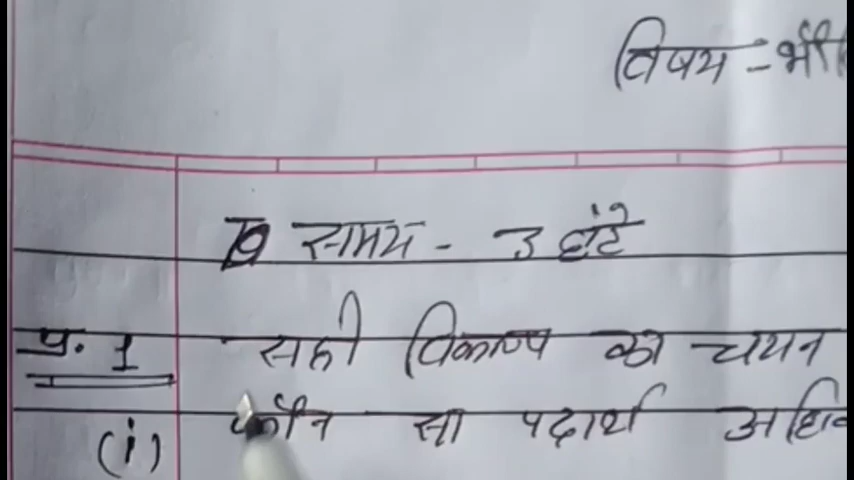 विषय - भौ
समय - 3 घंटे
प्र. 1 सही विकल्प का चयन
(i) कौन सा पदार्थ अधि